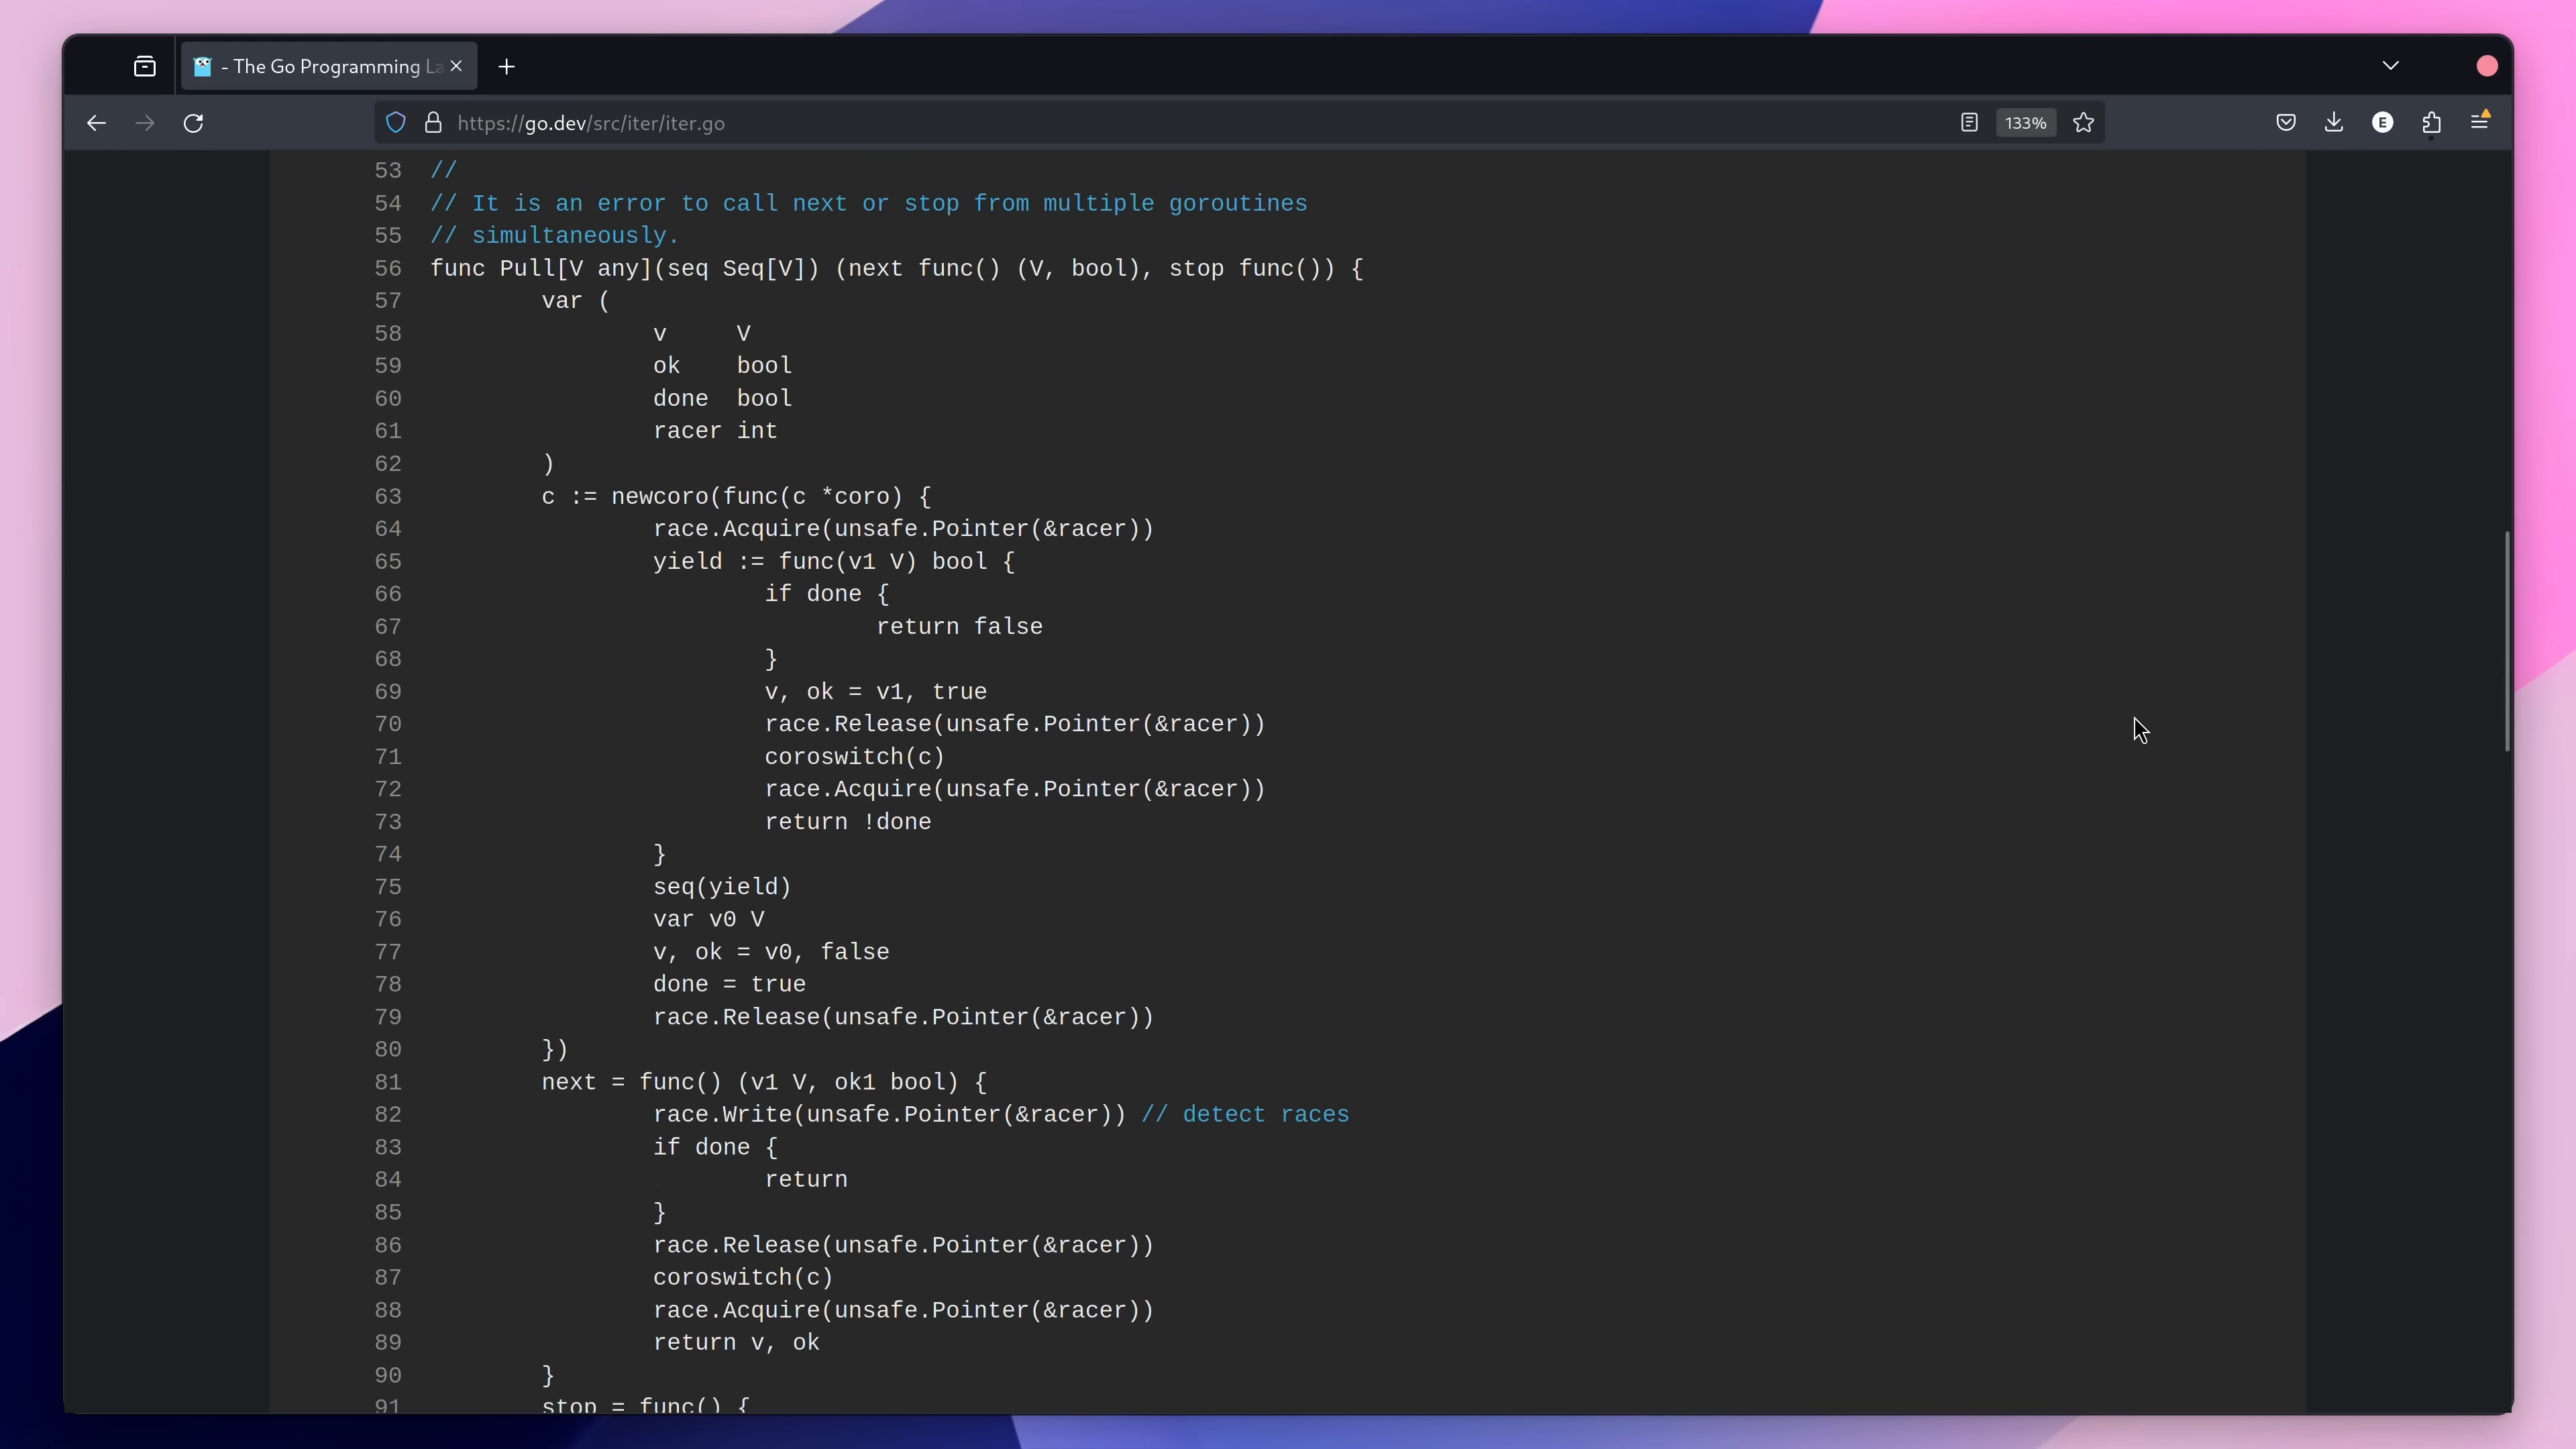 - The Go Programming La
https://go.dev/src/iter/iter.go
133%
E
53 //
54 // It is an error to call next or stop from multiple goroutines
55 // simultaneously.
56 func Pull[V any](seq Seq[V]) (next func() (V, bool), stop func()) {
57 var (
58 v     V
59 ok    bool
60 done  bool
61 racer int
62 )
63 c := newcoro(func(c *coro) {
64 race.Acquire(unsafe.Pointer(&racer))
65 yield := func(v1 V) bool {
66 if done {
67 return false
68 }
69 v, ok = v1, true
70 race.Release(unsafe.Pointer(&racer))
71 coroswitch(c)
72 race.Acquire(unsafe.Pointer(&racer))
73 return !done
74 }
75 seq(yield)
76 var v0 V
77 v, ok = v0, false
78 done = true
79 race.Release(unsafe.Pointer(&racer))
80 })
81 next = func() (v1 V, ok1 bool) {
82 race.Write(unsafe.Pointer(&racer)) // detect races
83 if done {
84 return
85 }
86 race.Release(unsafe.Pointer(&racer))
87 coroswitch(c)
88 race.Acquire(unsafe.Pointer(&racer))
89 return v, ok
90 }
91 stop = func() {